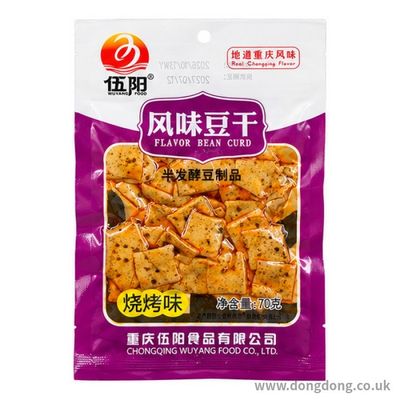 伍阳®
WUYANG FOOD
地道重庆风味
Real Chongqing Flavor
风味豆干
FLAVOR BEAN CURD
半发酵豆制品
烧烤味
净含量:70克
重庆伍阳食品有限公司
CHONGQING WUYANG FOOD CO., LTD.
www.dongdong.co.uk